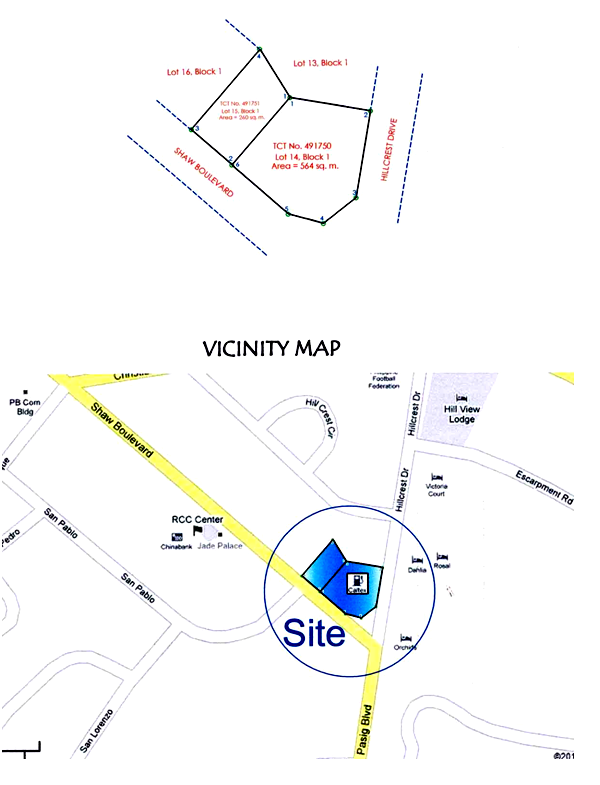 4
Lot 13, Block 1
Lot 16, Block 1
1
1
TCT No. 491751
Lot 15, Block 1
Area = 260 sq. m.
2
3
TCT No. 491750
Lot 14, Block 1
Area = 564 sq. m.
HILLCREST DRIVE
SHAW BOULEVARD
2
6
3
5
4
VICINITY MAP
Football
Federation
PB Com
Bldg
Hillcrest Dr
Hill View
Lodge
Shaw Boulevard
Hill Crest Cir
Hillcrest Dr
Escarpment Rd
Victoria
Court
San Pablo
RCC Center
Chinabank
Jade Palace
Dahlia
Rosal
Caltex
San Pablo
Site
Orchids
San Lorenzo
Pasig Blvd
©201